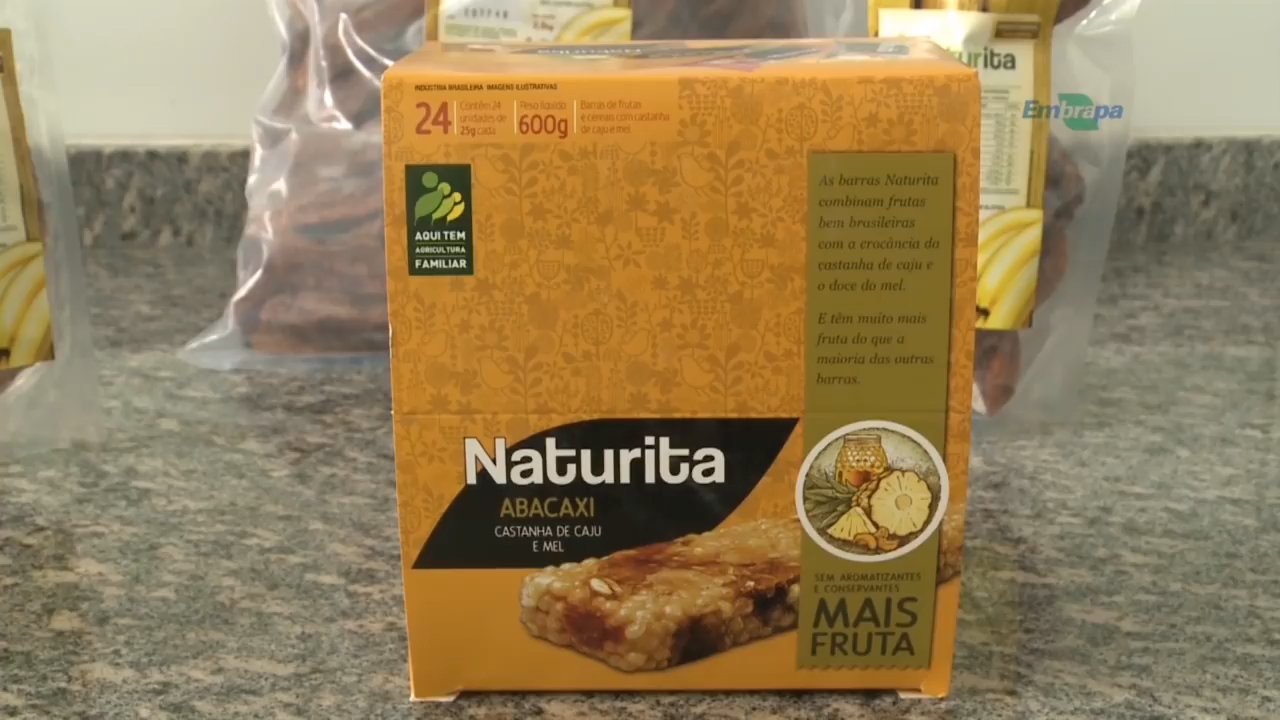 INDÚSTRIA BRASILEIRA IMAGENS ILUSTRATIVAS
24
Contém 24
unidades de
25g cada
Peso líquido
600g
Barras de frutas
e cereais com castanha
de caju e mel
AQUI TEM
AGRICULTURA
FAMILIAR
As barras Naturita
combinam frutas
bem brasileiras
com a crocância da
castanha de caju e
o doce do mel.
E têm muito mais
fruta do que a
maioria das outras
barras.
Naturita
ABACAXI
CASTANHA DE CAJU
E MEL
SEM AROMATIZANTES
E CONSERVANTES
MAIS
FRUTA
urita
Embrapa